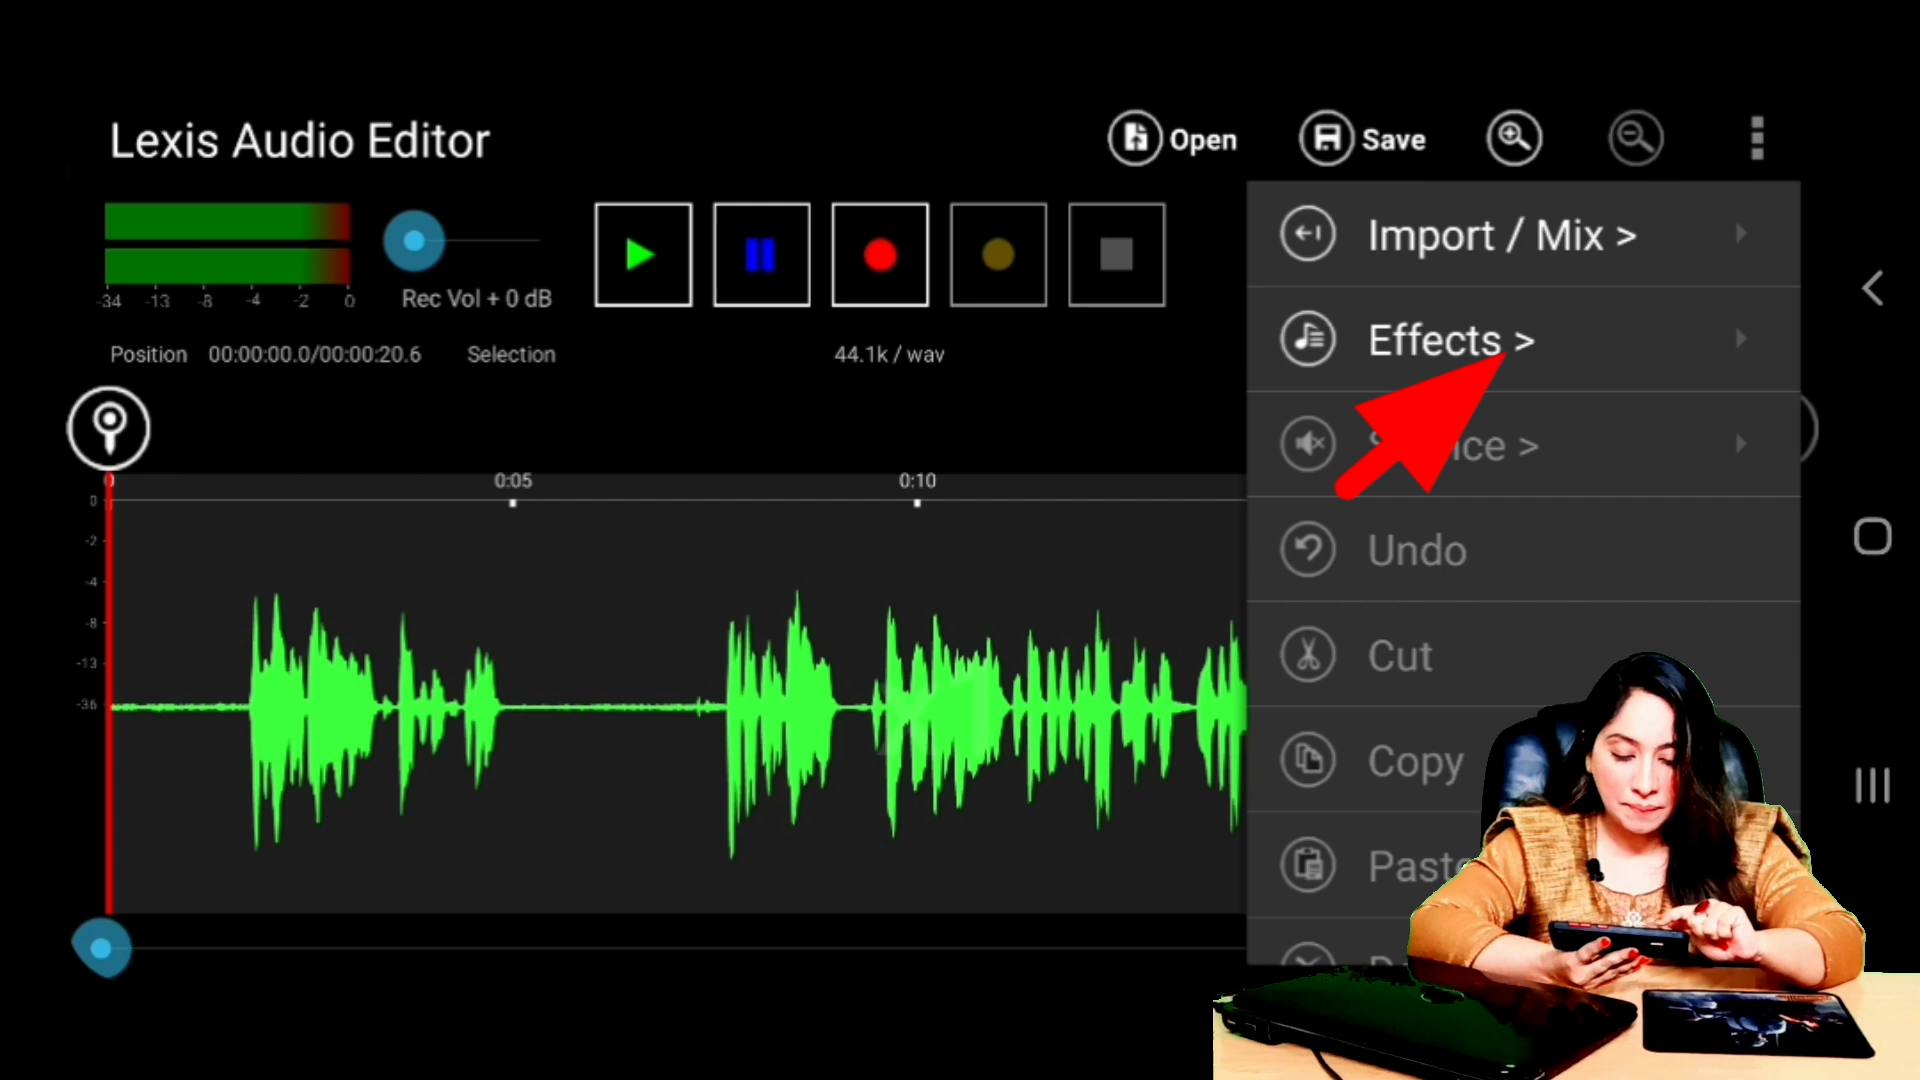 Lexis Audio Editor
Open
Save
-34 -13 -8 -4 -2 0
Rec Vol + 0 dB
Position 00:00:00.0/00:00:20.6 Selection
44.1k / wav
0 0:05 0:10
0
-2
-4
-8
-13
-36
Import / Mix >
Effects >
Undo
Cut
Copy